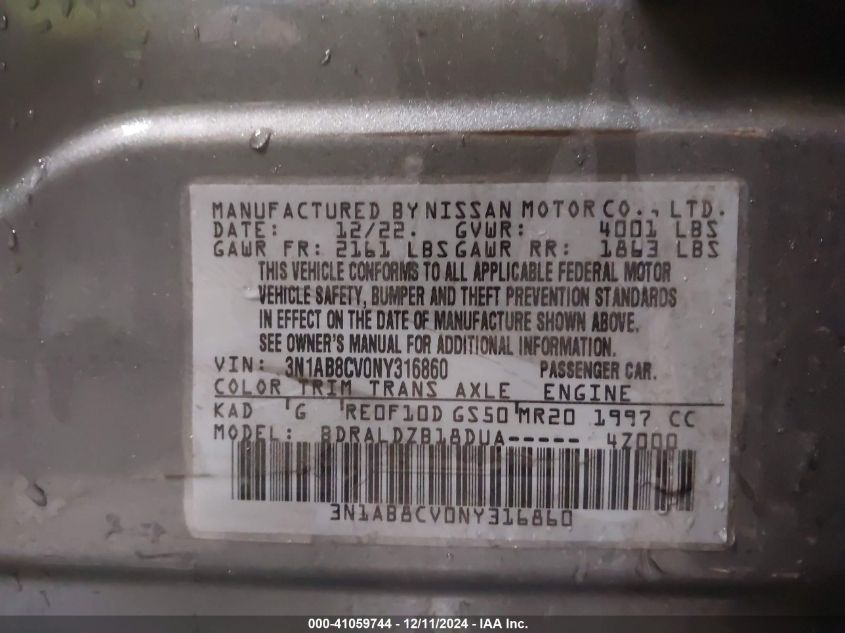 MANUFACTURED BY NISSAN MOTOR CO., LTD.
DATE: 12/22. GVWR: 4001 LBS
GAWR FR: 2161 LBS GAWR RR: 1863 LBS
THIS VEHICLE CONFORMS TO ALL APPLICABLE FEDERAL MOTOR
VEHICLE SAFETY, BUMPER AND THEFT PREVENTION STANDARDS
IN EFFECT ON THE DATE OF MANUFACTURE SHOWN ABOVE.
SEE OWNER'S MANUAL FOR ADDITIONAL INFORMATION.
VIN: 3N1AB8CV0NY316860 PASSENGER CAR.
COLOR TRIM TRANS AXLE ENGINE
KAD 'G 'RE0F10D GS50'MR20 1997 CC
MODEL: BDRALDZB18DUA----- 4Z000
3N1AB8CV0NY316860
000-41059744 - 12/11/2024 - IAA Inc.